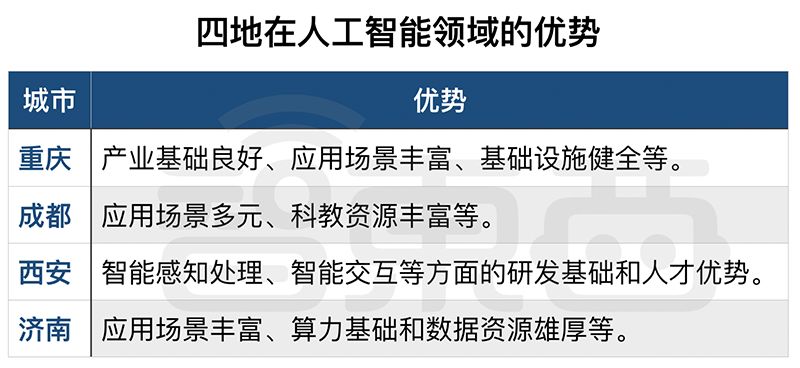 四地在人工智能领域的优势
城市 优势
重庆 产业基础良好、应用场景丰富、基础设施健全等。
成都 应用场景多元、科教资源丰富等。
西安 智能感知处理、智能交互等方面的研发基础和人才优势。
济南 应用场景丰富、算力基础和数据资源雄厚等。
智东西